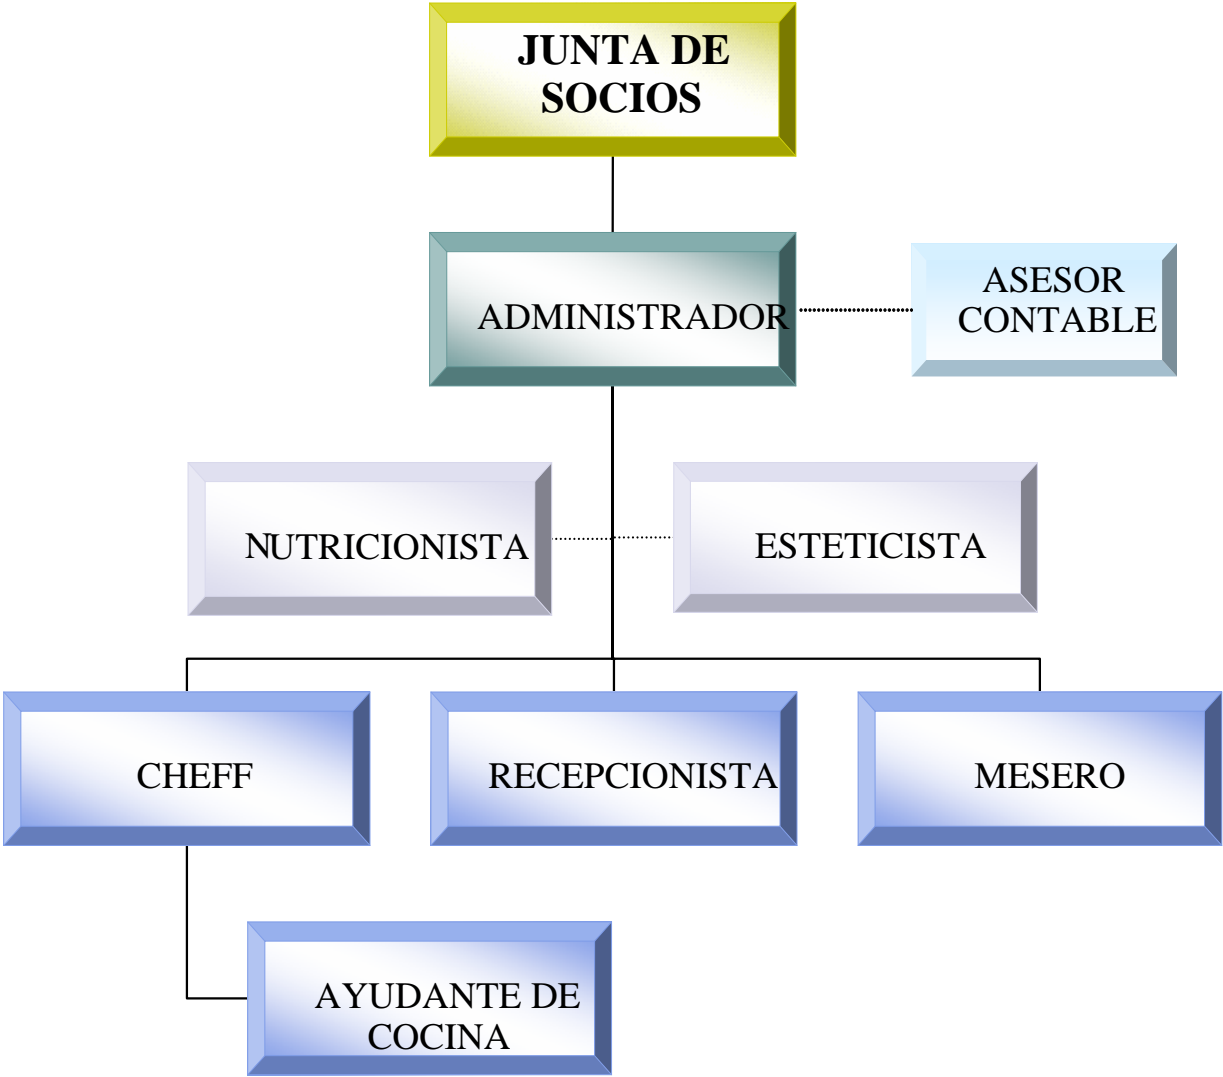 JUNTA DE
SOCIOS
ADMINISTRADOR
ASESOR
CONTABLE
NUTRICIONISTA
ESTETICISTA
CHEFF
RECEPCIONISTA
MESERO
AYUDANTE DE
COCINA